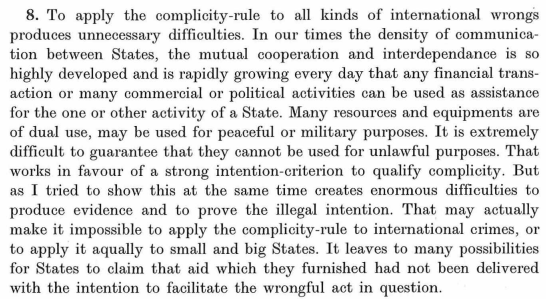 8. To apply the complicity-rule to all kinds of international wrongs
produces unnecessary difficulties. In our times the density of communica-
tion between States, the mutual cooperation and interdependance is so
highly developed and is rapidly growing every day that any financial trans-
action or many commercial or political activities can be used as assistance
for the one or other activity of a State. Many resources and equipments are
of dual use, may be used for peaceful or military purposes. It is extremely
difficult to guarantee that they cannot be used for unlawful purposes. That
works in favour of a strong intention-criterion to qualify complicity. But
as I tried to show this at the same time creates enormous difficulties to
produce evidence and to prove the illegal intention. That may actually
make it impossible to apply the complicity-rule to international crimes, or
to apply it aqually to small and big States. It leaves to many possibilities
for States to claim that aid which they furnished had not been delivered
with the intention to facilitate the wrongful act in question.